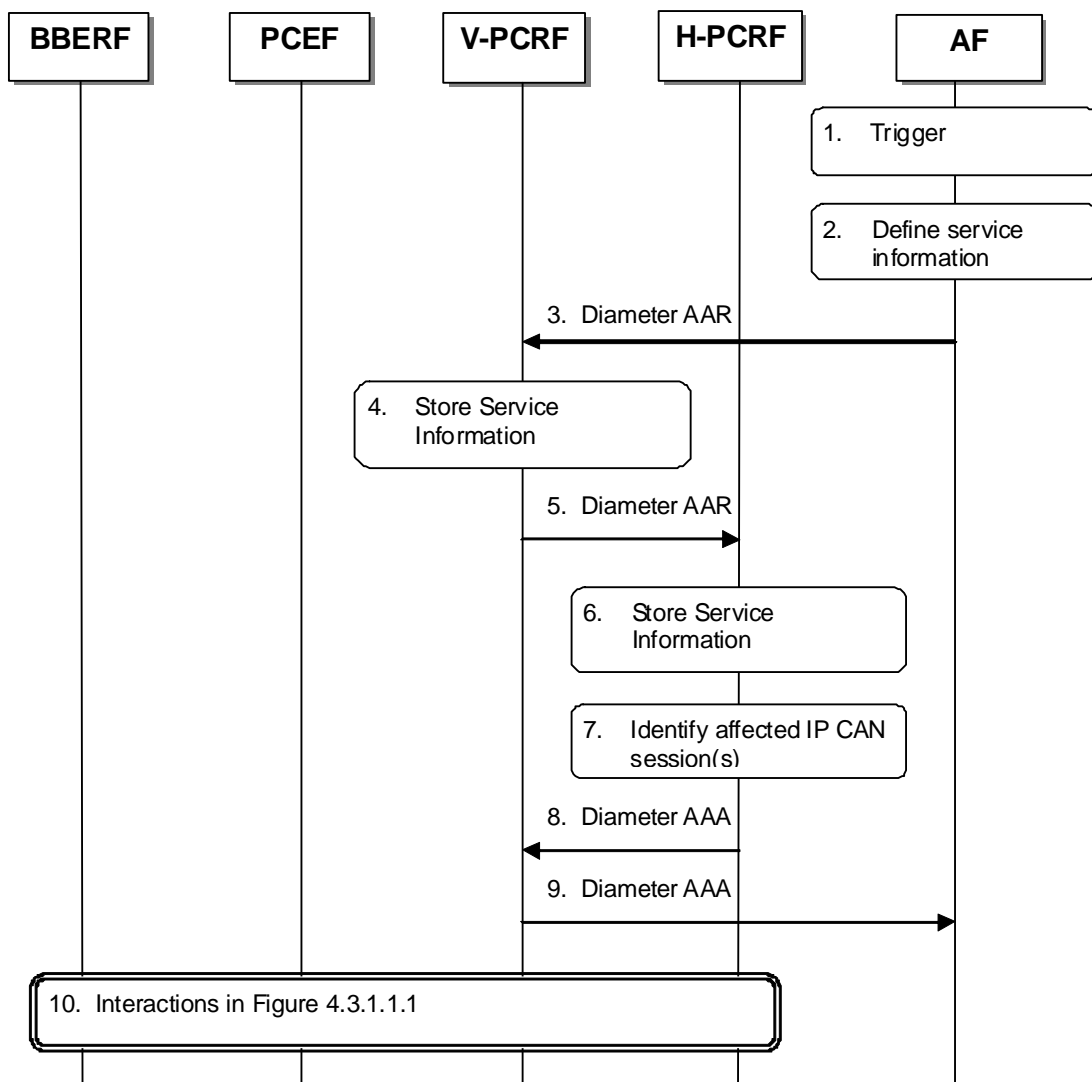 BBERF
PCEF
V-PCRF
H-PCRF
AF
1. Trigger
2. Define service
information
3. Diameter AAR
4. Store Service
Information
5. Diameter AAR
6. Store Service
Information
7. Identify affected IP CAN
session(s)
8. Diameter AAA
9. Diameter AAA
10. Interactions in Figure 4.3.1.1.1